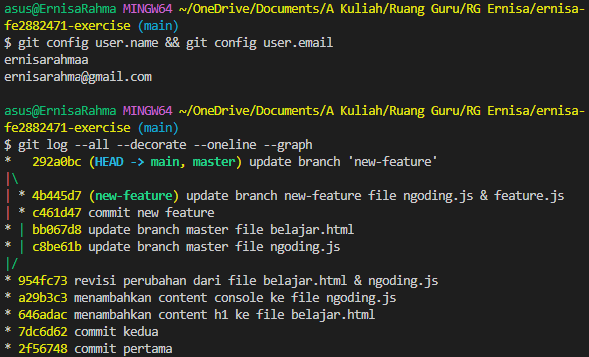 asus@ErnisaRahma MINGW64 ~/OneDrive/Documents/A Kuliah/Ruang Guru/RG Ernisa/ernisa-
fe2882471-exercise (main)
$ git config user.name && git config user.email
ernisarahmaa
ernisarahma@gmail.com

asus@ErnisaRahma MINGW64 ~/OneDrive/Documents/A Kuliah/Ruang Guru/RG Ernisa/ernisa-
fe2882471-exercise (main)
$ git log --all --decorate --oneline --graph
*   292a0bc (HEAD -> main, master) update branch 'new-feature'
|\
| * 4b445d7 (new-feature) update branch new-feature file ngoding.js & feature.js
| * c461d47 commit new feature
* | bb067d8 update branch master file belajar.html
* | c8be61b update branch master file ngoding.js
|/
* 954fc73 revisi perubahan dari file belajar.html & ngoding.js
* a29b3c3 menambahkan content console ke file ngoding.js
* 646adac menambahkan content h1 ke file belajar.html
* 7dc6d62 commit kedua
* 2f56748 commit pertama